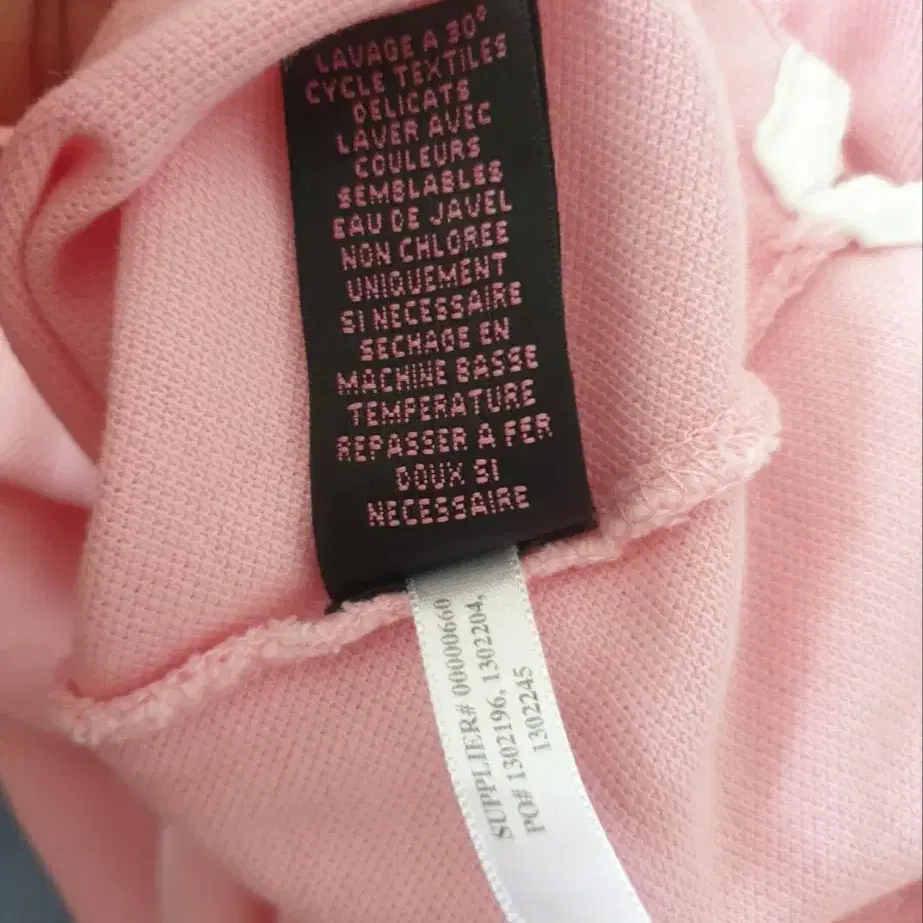 LAVAGE A 30°
CYCLE TEXTILES
DELICATS
LAVER AVEC
COULEURS
SEMBLABLES
EAU DE JAVEL
NON CHLOREE
UNIQUEMENT
SI NECESSAIRE
SECHAGE EN
MACHINE BASSE
TEMPERATURE
REPASSER A FER
DOUX SI
NECESSAIRE
SUPPLIER# 00000660
PO# 1302196, 1302204,
1302245